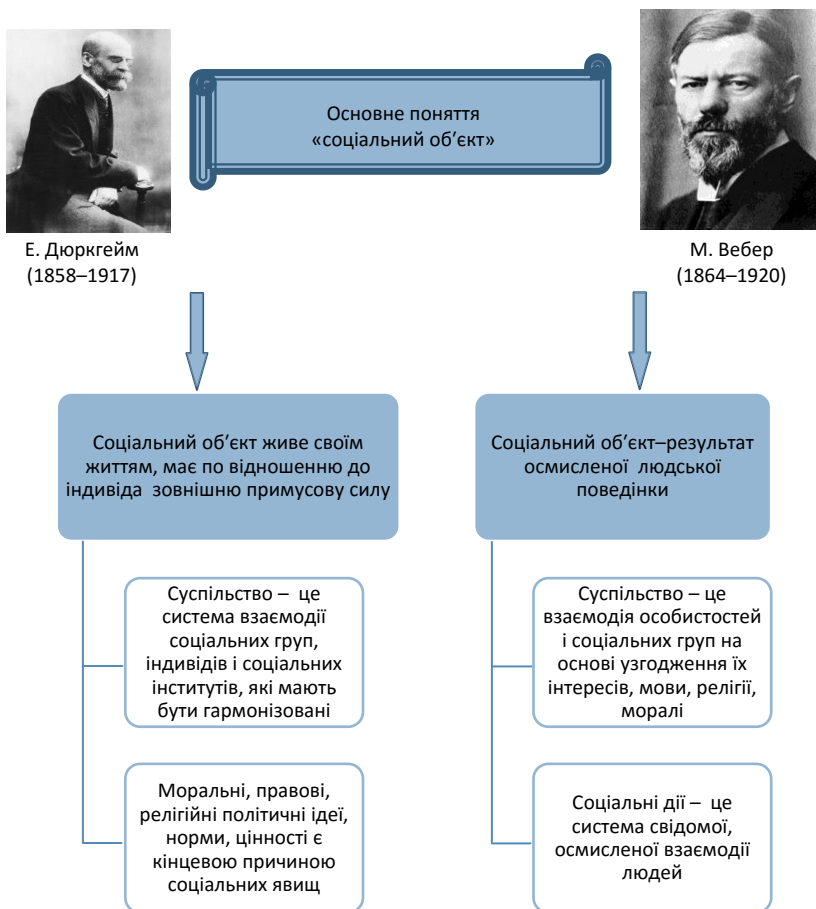 Основне поняття
«соціальний об’єкт»
Е. Дюркгейм
(1858–1917)
М. Вебер
(1864–1920)
Соціальний об’єкт живе своїм
життям, має по відношенню до
індивіда зовнішню примусову силу
Суспільство – це
система взаємодії
соціальних груп,
індивідів і соціальних
інститутів, які мають
бути гармонізовані
Моральні, правові,
релігійні політичні ідеї,
норми, цінності є
кінцевою причиною
соціальних явищ
Соціальний об’єкт–результат
осмисленої людської
поведінки
Суспільство – це
взаємодія особистостей
і соціальних груп на
основі узгодження їх
інтересів, мови, релігії,
моралі
Соціальні дії – це
система свідомої,
осмисленої взаємодії
людей